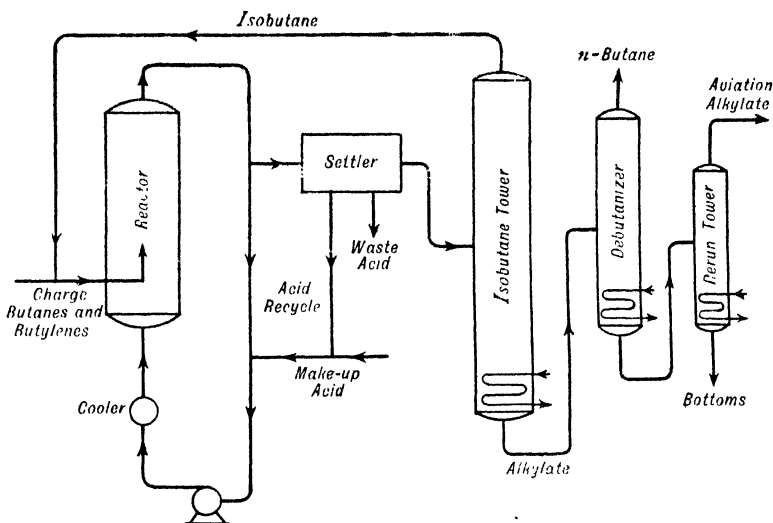 Isobutane
n-Butane
Aviation
Alkylate
Reactor
Settler
Isobutane Tower
Debutanizer
Rerun Tower
Waste
Acid
Charge
Butanes and
Butylenes
Acid
Recycle
Make-up
Acid
Cooler
Bottoms
Alkylate